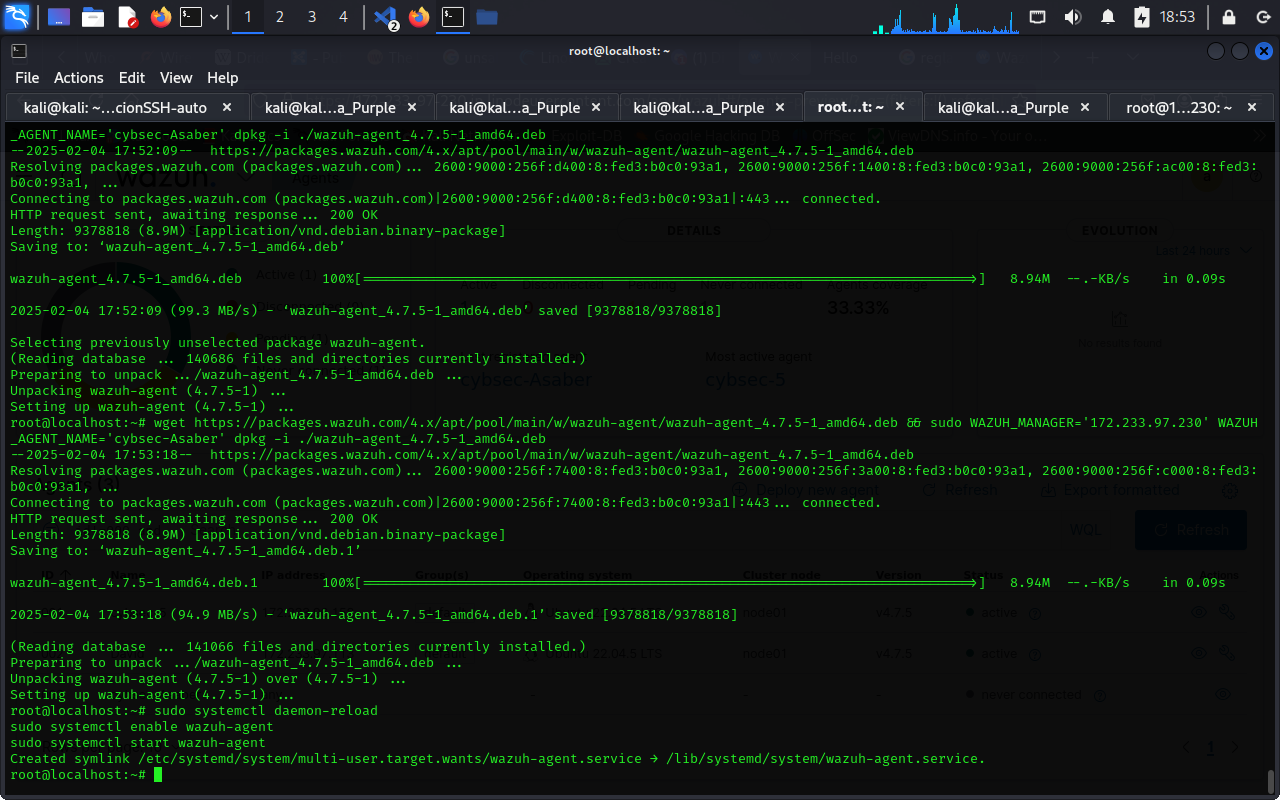 1 2 3 4 2 18:53
root@localhost: ~
File Actions Edit View Help
kali@kali: ~...cionSSH-auto × kali@kal...a_Purple × kali@kal...a_Purple × kali@kal...a_Purple × root...t: ~ × kali@kal...a_Purple × root@1...230: ~ ×
_AGENT_NAME='cybsec-Asaber' dpkg -i ./wazuh-agent_4.7.5-1_amd64.deb
--2025-02-04 17:52:09-- https://packages.wazuh.com/4.x/apt/pool/main/w/wazuh-agent/wazuh-agent_4.7.5-1_amd64.deb
Resolving packages.wazuh.com (packages.wazuh.com)... 2600:9000:256f:d400:8:fed3:b0c0:93a1, 2600:9000:256f:1400:8:fed3:b0c0:93a1, 2600:9000:256f:ac00:8:fed3:
b0c0:93a1, ...
Connecting to packages.wazuh.com (packages.wazuh.com)|2600:9000:256f:d400:8:fed3:b0c0:93a1|:443... connected.
HTTP request sent, awaiting response... 200 OK
Length: 9378818 (8.9M) [application/vnd.debian.binary-package]
Saving to: ‘wazuh-agent_4.7.5-1_amd64.deb’
wazuh-agent_4.7.5-1_amd64.deb 100%[===================>] 8.94M --.-KB/s in 0.09s
2025-02-04 17:52:09 (99.3 MB/s) - ‘wazuh-agent_4.7.5-1_amd64.deb’ saved [9378818/9378818]
Selecting previously unselected package wazuh-agent.
(Reading database ... 140686 files and directories currently installed.)
Preparing to unpack .../wazuh-agent_4.7.5-1_amd64.deb ...
Unpacking wazuh-agent (4.7.5-1) ...
Setting up wazuh-agent (4.7.5-1) ...
root@localhost:~# wget https://packages.wazuh.com/4.x/apt/pool/main/w/wazuh-agent/wazuh-agent_4.7.5-1_amd64.deb && sudo WAZUH_MANAGER='172.233.97.230' WAZUH
_AGENT_NAME='cybsec-Asaber' dpkg -i ./wazuh-agent_4.7.5-1_amd64.deb
--2025-02-04 17:53:18-- https://packages.wazuh.com/4.x/apt/pool/main/w/wazuh-agent/wazuh-agent_4.7.5-1_amd64.deb
Resolving packages.wazuh.com (packages.wazuh.com)... 2600:9000:256f:7400:8:fed3:b0c0:93a1, 2600:9000:256f:3a00:8:fed3:b0c0:93a1, 2600:9000:256f:c000:8:fed3:
b0c0:93a1, ...
Connecting to packages.wazuh.com (packages.wazuh.com)|2600:9000:256f:7400:8:fed3:b0c0:93a1|:443... connected.
HTTP request sent, awaiting response... 200 OK
Length: 9378818 (8.9M) [application/vnd.debian.binary-package]
Saving to: ‘wazuh-agent_4.7.5-1_amd64.deb.1’
wazuh-agent_4.7.5-1_amd64.deb.1 100%[===================>] 8.94M --.-KB/s in 0.09s
2025-02-04 17:53:18 (94.9 MB/s) - ‘wazuh-agent_4.7.5-1_amd64.deb.1’ saved [9378818/9378818]
(Reading database ... 141066 files and directories currently installed.)
Preparing to unpack .../wazuh-agent_4.7.5-1_amd64.deb ...
Unpacking wazuh-agent (4.7.5-1) over (4.7.5-1) ...
Setting up wazuh-agent (4.7.5-1) ...
root@localhost:~# sudo systemctl daemon-reload
sudo systemctl enable wazuh-agent
sudo systemctl start wazuh-agent
Created symlink /etc/systemd/system/multi-user.target.wants/wazuh-agent.service → /lib/systemd/system/wazuh-agent.service.
root@localhost:~#